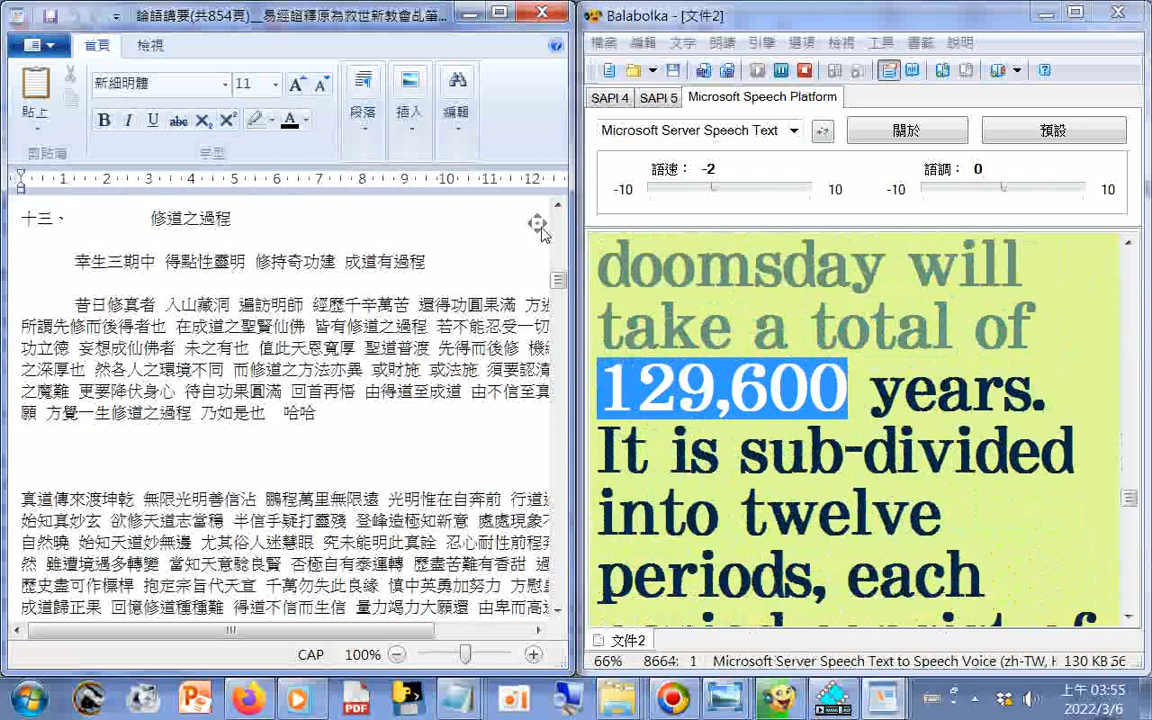 論語講要(共854頁)__易經證釋原為救世新教會乩筆...
首頁 檢視
新細明體 11
貼上
段落 插入 編輯
剪貼簿 字型
1 2 3 4 5 6 7 8 9 10 11 12
十三、 修道之過程
幸生三期中 得點性靈明 修持奇功建 成道有過程
昔日修真者 入山藏洞 遍訪明師 經歷千辛萬苦 還得功圓果滿 方
所謂先修而後得者也 在成道之聖賢仙佛 皆有修道之過程 若不能忍受一切
功立德 妄想成仙佛者 未之有也 值此天恩寬厚 聖道普渡 先得而後修 機
之深厚也 然各人之環境不同 而修道之方法亦異 或財施 或法施 須要認清
之魔難 更要降伏身心 待自功果圓滿 回首再悟 由得道至成道 由不信至真
願 方覺一生修道之過程 乃如是也 哈哈
真道傳來渡坤乾 無限光明善信沾 鵬程萬里無限遠 光明惟在自奔前 行道
始知真妙玄 欲修天道志當穩 半信半疑打靈殘 登峰造極知新意 處處現象
自然曉 始知天道妙無邊 尤其俗人迷慧眼 究未能明此真詮 忍心耐性前程
然 雖遭境遇多轉變 當知天意驗良賢 否極自有泰運轉 歷盡苦難有香甜 過
歷史盡可作標桿 抱定宗旨代天宣 千萬勿失此良緣 慎中英勇加努力 方慰
成道歸正果 回憶修道種種難 得道不信而生信 量力竭力大願還 由卑而高
CAP 100%
Balabolka - [文件2]
檔案 編輯 文字 朗讀 引擎 選項 檢視 工具 書籤 說明
SAPI 4 SAPI 5 Microsoft Speech Platform
Microsoft Server Speech Text 關於 預設
語速： -2 語調： 0
-10 10 -10 10
doomsday will
take a total of
129,600 years.
It is sub-divided
into twelve
periods, each
文件2
66% 8664: 1 Microsoft Server Speech Text to Speech Voice (zh-TW, H 130 KB
上午 03:55
2022/3/6